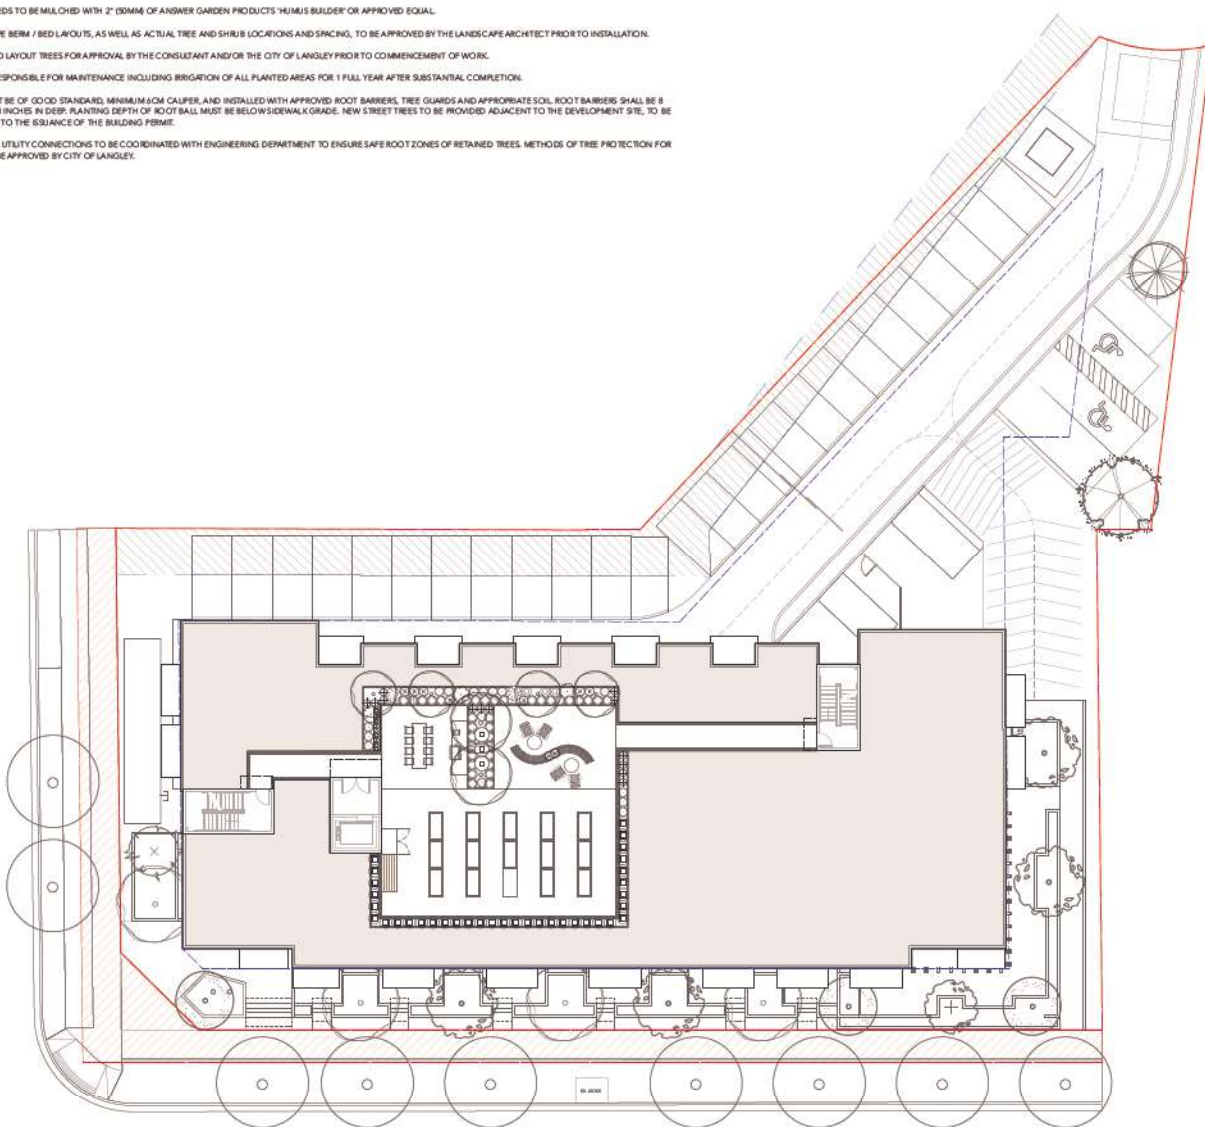 EDS TO BE MULCHED WITH 2" (50MM) OF ANSWER GARDEN PRODUCTS 'HUMUS BUILDER' OR APPROVED EQUAL.
PE BERM / BED LAYOUTS, AS WELL AS ACTUAL TREE AND SHRUB LOCATIONS AND SPACING, TO BE APPROVED BY THE LANDSCAPE ARCHITECT PRIOR TO INSTALLATION.
O LAYOUT TREES FOR APPROVAL BY THE CONSULTANT AND/OR THE CITY OF LANGLEY PRIOR TO COMMENCEMENT OF WORK.
ESPONSIBLE FOR MAINTENANCE INCLUDING IRRIGATION OF ALL PLANTED AREAS FOR 1 FULL YEAR AFTER SUBSTANTIAL COMPLETION.
T BE OF GOOD STANDARD, MINIMUM 6CM CALIPER, AND INSTALLED WITH APPROVED ROOT BARRIERS, TREE GUARDS AND APPROPRIATE SOIL. ROOT BARRIERS SHALL BE 8
INCHES IN DEEP. PLANTING DEPTH OF ROOT BALL MUST BE BELOW SIDEWALK GRADE. NEW STREET TREES TO BE PROVIDED ADJACENT TO THE DEVELOPMENT SITE, TO BE
TO THE ISSUANCE OF THE BUILDING PERMIT.
UTILITY CONNECTIONS TO BE COORDINATED WITH ENGINEERING DEPARTMENT TO ENSURE SAFE ROOT ZONES OF RETAINED TREES. METHODS OF TREE PROTECTION FOR
E APPROVED BY CITY OF LANGLEY.